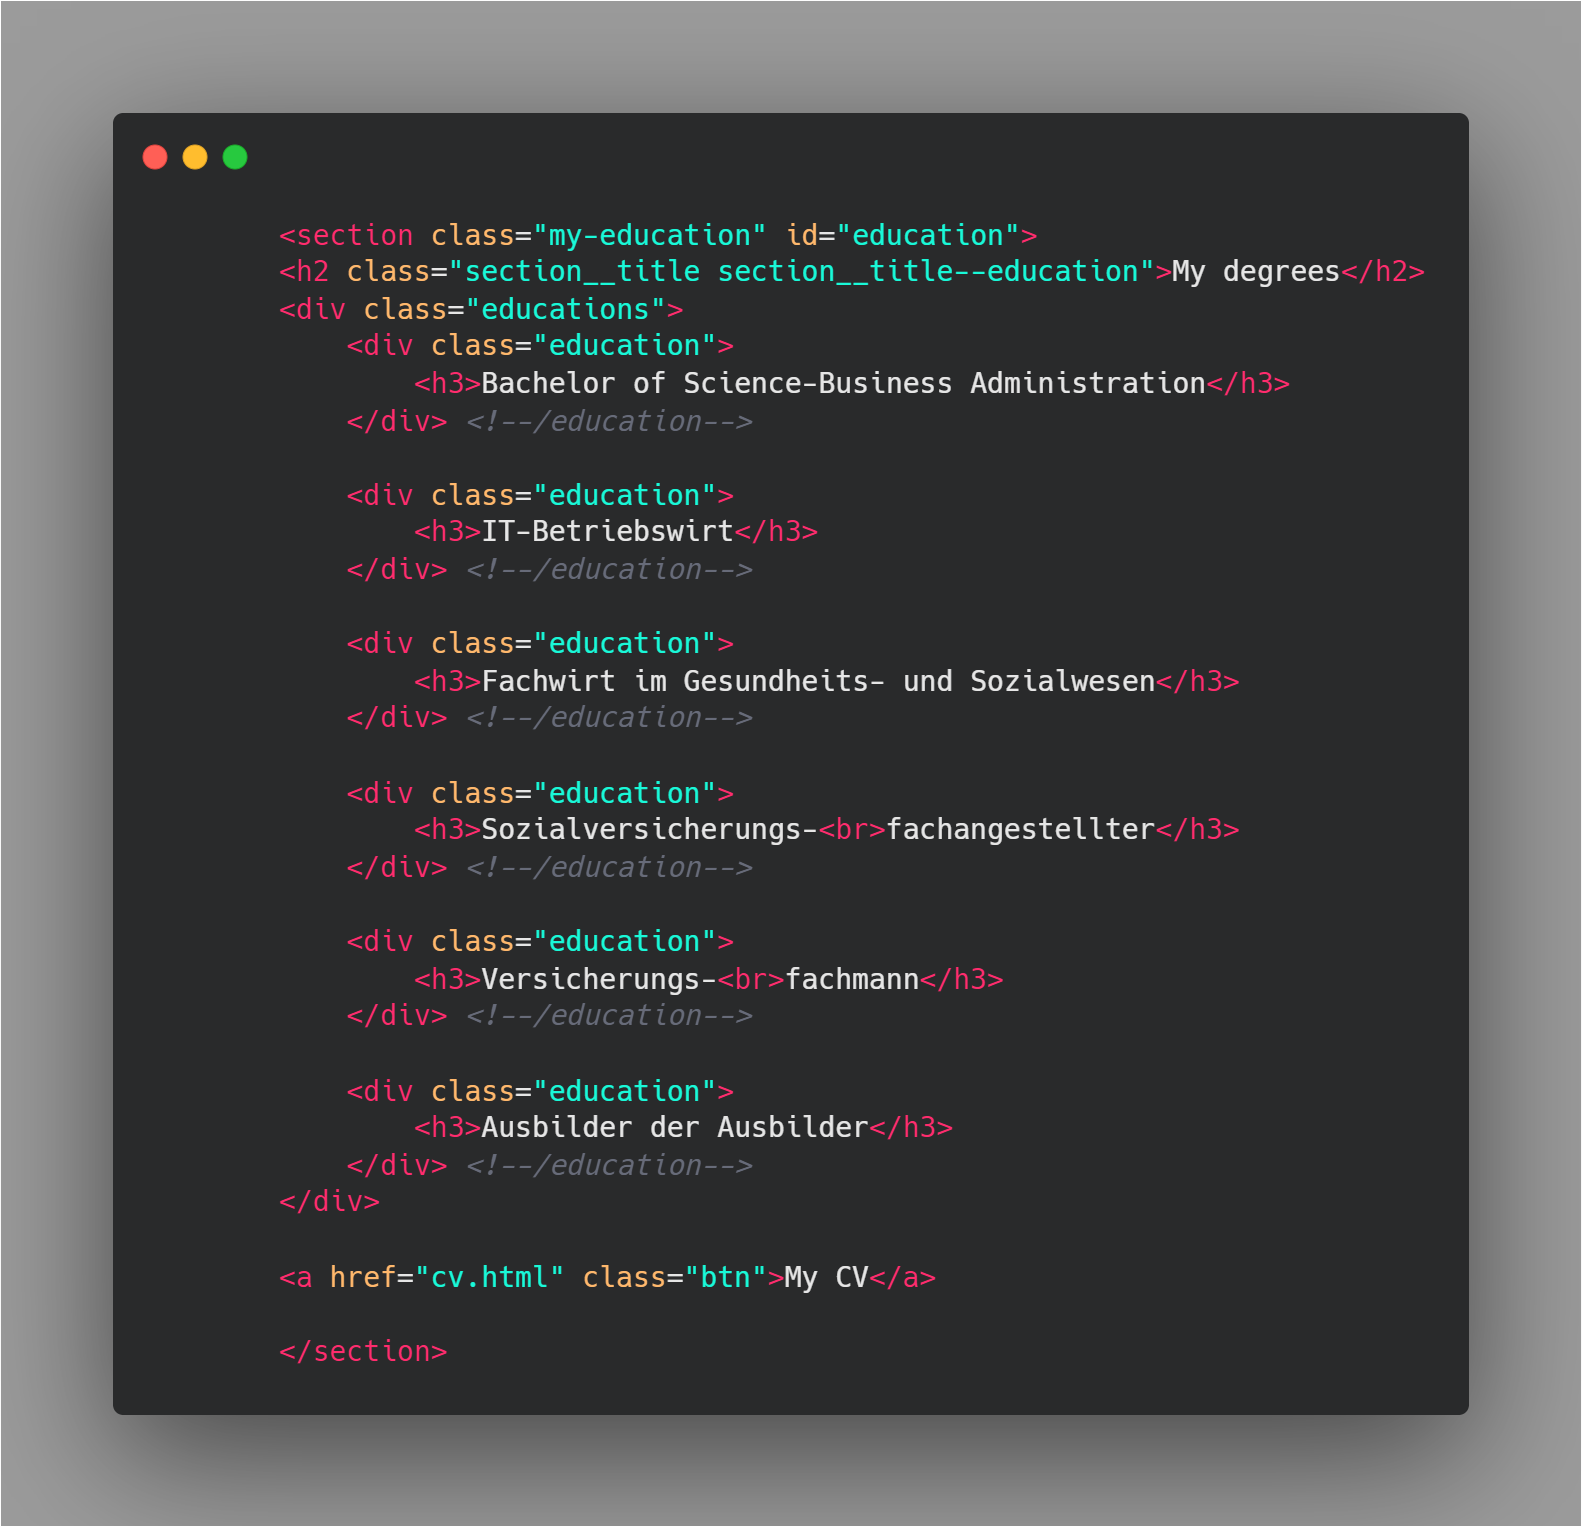 <section class="my-education" id="education">
<h2 class="section__title section__title--education">My degrees</h2>
<div class="educations">
<div class="education">
<h3>Bachelor of Science-Business Administration</h3>
</div> <!--/education-->
<div class="education">
<h3>IT-Betriebswirt</h3>
</div> <!--/education-->
<div class="education">
<h3>Fachwirt im Gesundheits- und Sozialwesen</h3>
</div> <!--/education-->
<div class="education">
<h3>Sozialversicherungs-<br>fachangestellter</h3>
</div> <!--/education-->
<div class="education">
<h3>Versicherungs-<br>fachmann</h3>
</div> <!--/education-->
<div class="education">
<h3>Ausbilder der Ausbilder</h3>
</div> <!--/education-->
</div>
<a href="cv.html" class="btn">My CV</a>
</section>